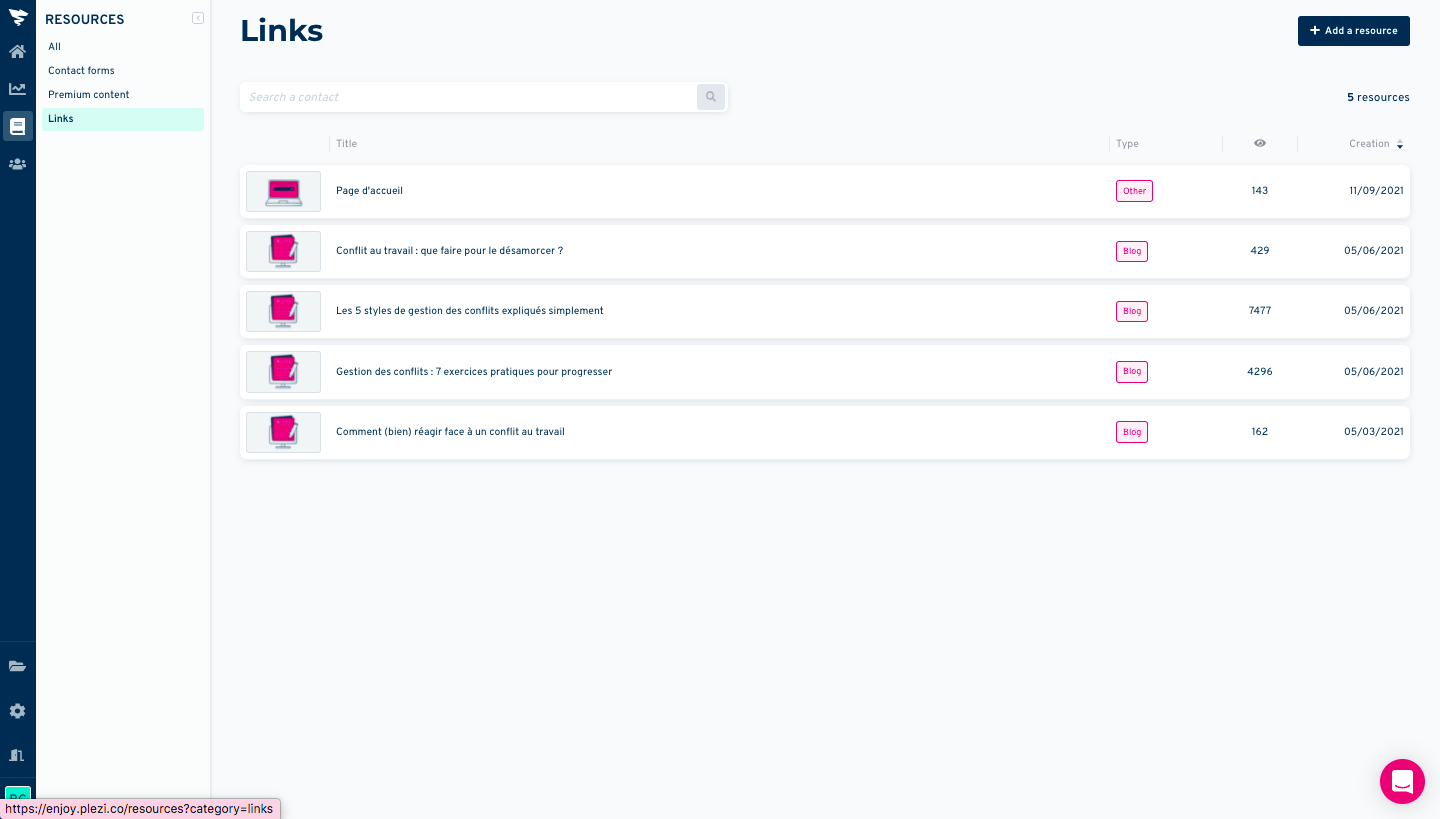 RESOURCES
All
Contact forms
Premium content
Links
Links
Add a resource
Search a contact
5 resources
Title Type Creation
Page d'accueil Other 143 11/09/2021
Conflit au travail : que faire pour le désamorcer ? Blog 429 05/06/2021
Les 5 styles de gestion des conflits expliqués simplement Blog 7477 05/06/2021
Gestion des conflits : 7 exercices pratiques pour progresser Blog 4296 05/06/2021
Comment (bien) réagir face à un conflit au travail Blog 162 05/03/2021
https://enjoy.plezi.co/resources?category=links